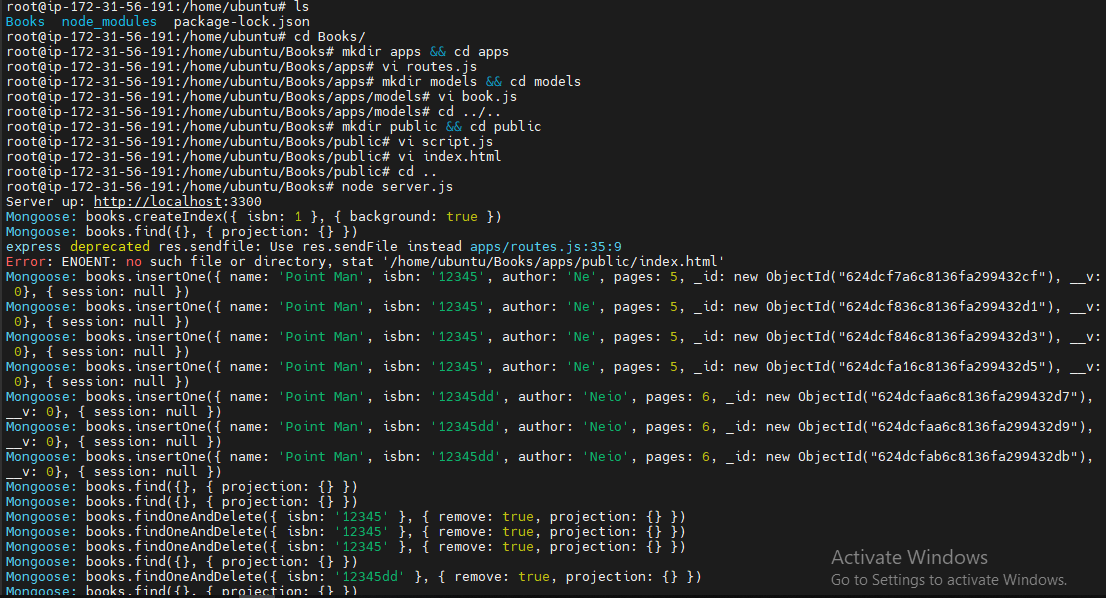 root@ip-172-31-56-191:/home/ubuntu# ls
Books  node_modules  package-lock.json
root@ip-172-31-56-191:/home/ubuntu# cd Books/
root@ip-172-31-56-191:/home/ubuntu/Books# mkdir apps && cd apps
root@ip-172-31-56-191:/home/ubuntu/Books/apps# vi routes.js
root@ip-172-31-56-191:/home/ubuntu/Books/apps# mkdir models && cd models
root@ip-172-31-56-191:/home/ubuntu/Books/apps/models# vi book.js
root@ip-172-31-56-191:/home/ubuntu/Books/apps/models# cd ../..
root@ip-172-31-56-191:/home/ubuntu/Books# mkdir public && cd public
root@ip-172-31-56-191:/home/ubuntu/Books/public# vi script.js
root@ip-172-31-56-191:/home/ubuntu/Books/public# vi index.html
root@ip-172-31-56-191:/home/ubuntu/Books/public# cd ..
root@ip-172-31-56-191:/home/ubuntu/Books# node server.js
Server up: http://localhost:3300
Mongoose: books.createIndex({ isbn: 1 }, { background: true })
Mongoose: books.find({}, { projection: {} })
express deprecated res.sendfile: Use res.sendFile instead apps/routes.js:35:9
Error: ENOENT: no such file or directory, stat '/home/ubuntu/Books/apps/public/index.html'
Mongoose: books.insertOne({ name: 'Point Man', isbn: '12345', author: 'Ne', pages: 5, _id: new ObjectId("624dcf7a6c8136fa299432cf"), __v:
 0}, { session: null })
Mongoose: books.insertOne({ name: 'Point Man', isbn: '12345', author: 'Ne', pages: 5, _id: new ObjectId("624dcf836c8136fa299432d1"), __v:
 0}, { session: null })
Mongoose: books.insertOne({ name: 'Point Man', isbn: '12345', author: 'Ne', pages: 5, _id: new ObjectId("624dcf846c8136fa299432d3"), __v:
 0}, { session: null })
Mongoose: books.insertOne({ name: 'Point Man', isbn: '12345', author: 'Ne', pages: 5, _id: new ObjectId("624dcfa16c8136fa299432d5"), __v:
 0}, { session: null })
Mongoose: books.insertOne({ name: 'Point Man', isbn: '12345dd', author: 'Neio', pages: 6, _id: new ObjectId("624dcfaa6c8136fa299432d7"),
__v: 0}, { session: null })
Mongoose: books.insertOne({ name: 'Point Man', isbn: '12345dd', author: 'Neio', pages: 6, _id: new ObjectId("624dcfaa6c8136fa299432d9"),
__v: 0}, { session: null })
Mongoose: books.insertOne({ name: 'Point Man', isbn: '12345dd', author: 'Neio', pages: 6, _id: new ObjectId("624dcfab6c8136fa299432db"),
__v: 0}, { session: null })
Mongoose: books.find({}, { projection: {} })
Mongoose: books.find({}, { projection: {} })
Mongoose: books.findOneAndDelete({ isbn: '12345' }, { remove: true, projection: {} })
Mongoose: books.findOneAndDelete({ isbn: '12345' }, { remove: true, projection: {} })
Mongoose: books.findOneAndDelete({ isbn: '12345' }, { remove: true, projection: {} })
Mongoose: books.find({}, { projection: {} })
Mongoose: books.findOneAndDelete({ isbn: '12345dd' }, { remove: true, projection: {} })
Mongoose: books.find({}, { projection: {} })
Activate Windows
Go to Settings to activate Windows.